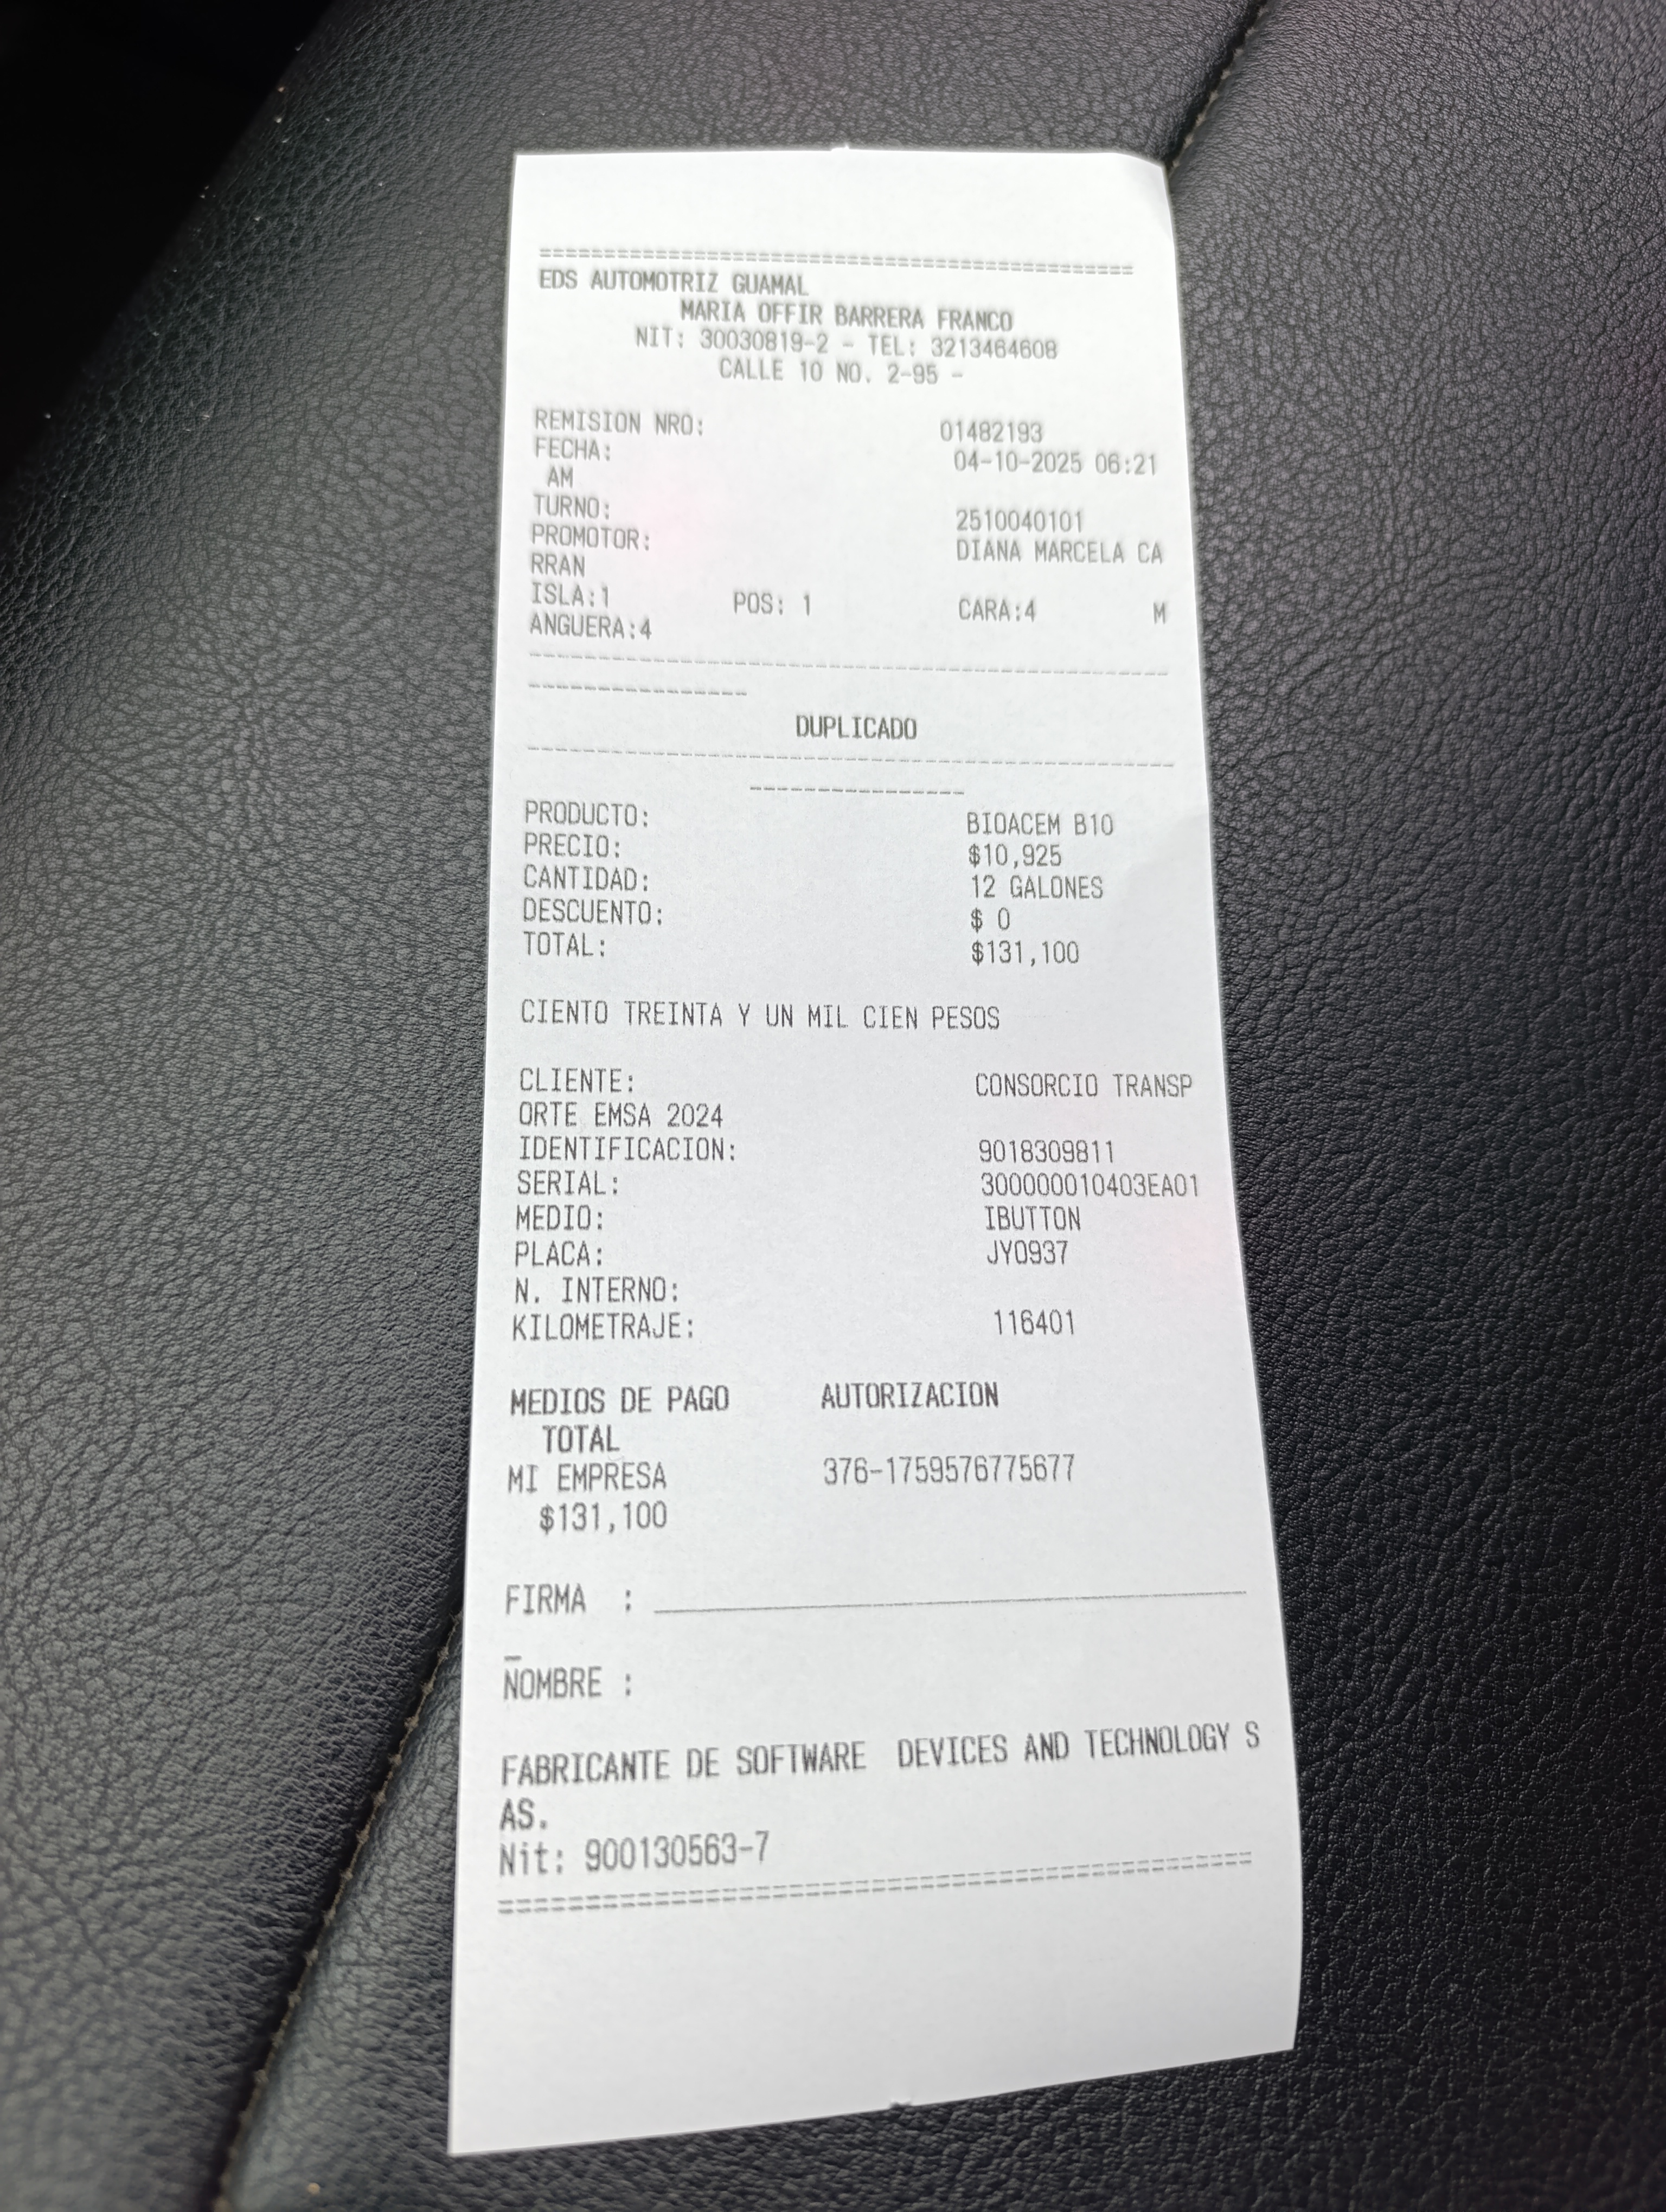 ==============================================
EDS AUTOMOTRIZ GUAMAL
MARIA OFFIR BARRERA FRANCO
NIT: 30030819-2 - TEL: 3213464608
CALLE 10 NO. 2-95 -
REMISION NRO: 01482193
FECHA: 04-10-2025 06:21
AM
TURNO: 2510040101
PROMOTOR: DIANA MARCELA CA
RRAN
ISLA:1 POS: 1 CARA:4 M
ANGUERA:4
------------------------------------------------
----------------
DUPLICADO
------------------------------------------------
----------------
PRODUCTO: BIOACEM B10
PRECIO: $10,925
CANTIDAD: 12 GALONES
DESCUENTO: $ 0
TOTAL: $131,100
CIENTO TREINTA Y UN MIL CIEN PESOS
CLIENTE: CONSORCIO TRANSP
ORTE EMSA 2024
IDENTIFICACION: 9018309811
SERIAL: 300000010403EA01
MEDIO: IBUTTON
PLACA: JYO937
N. INTERNO:
KILOMETRAJE: 116401
MEDIOS DE PAGO AUTORIZACION
TOTAL
MI EMPRESA 376-1759576775677
$131,100
FIRMA : ______________________________
_
NOMBRE :
FABRICANTE DE SOFTWARE DEVICES AND TECHNOLOGY S
AS.
Nit: 900130563-7
==============================================